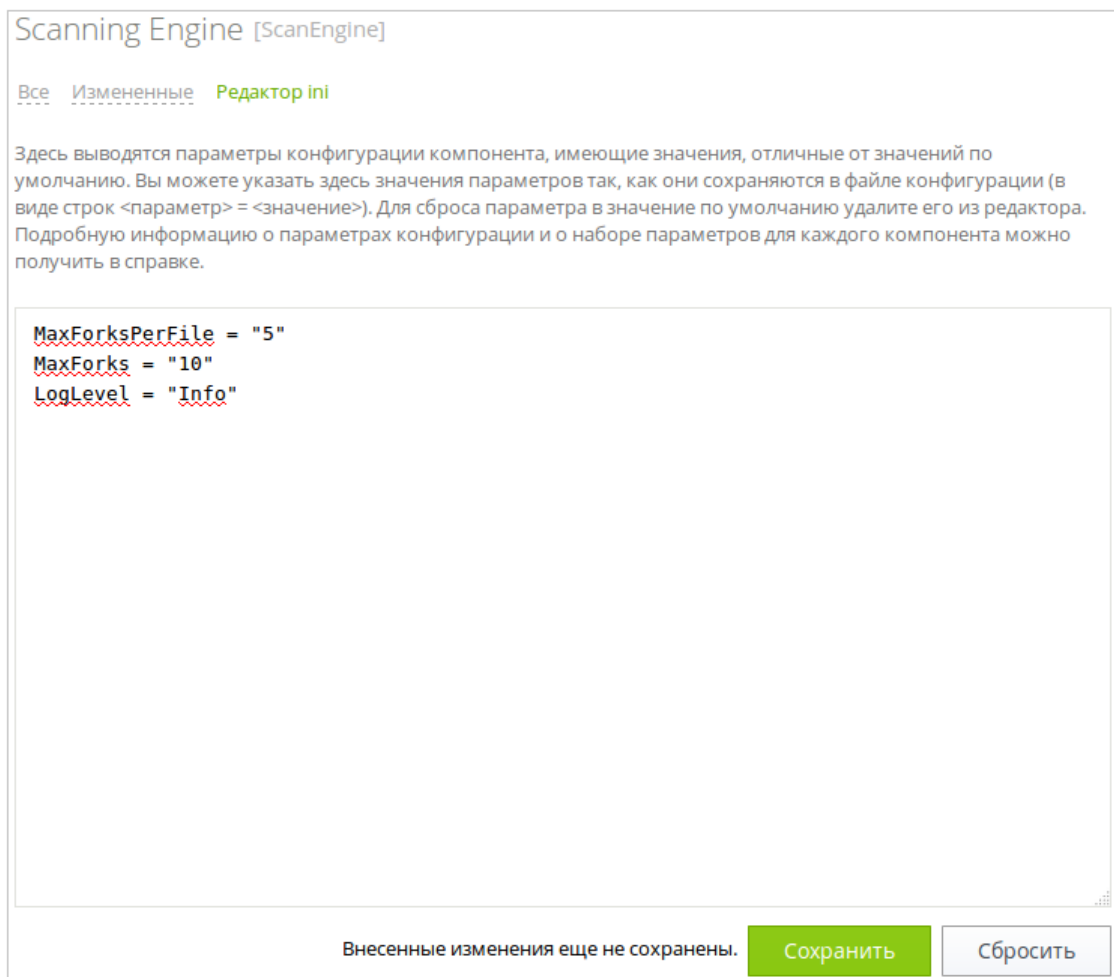 Scanning Engine [ScanEngine]
Все Измененные Редактор ini
Здесь выводятся параметры конфигурации компонента, имеющие значения, отличные от значений по
умолчанию. Вы можете указать здесь значения параметров так, как они сохраняются в файле конфигурации (в
виде строк <параметр> = <значение>). Для сброса параметра в значение по умолчанию удалите его из редактора.
Подробную информацию о параметрах конфигурации и о наборе параметров для каждого компонента можно
получить в справке.
MaxForksPerFile = "5"
MaxForks = "10"
LogLevel = "Info"
Внесенные изменения еще не сохранены. Сохранить Сбросить